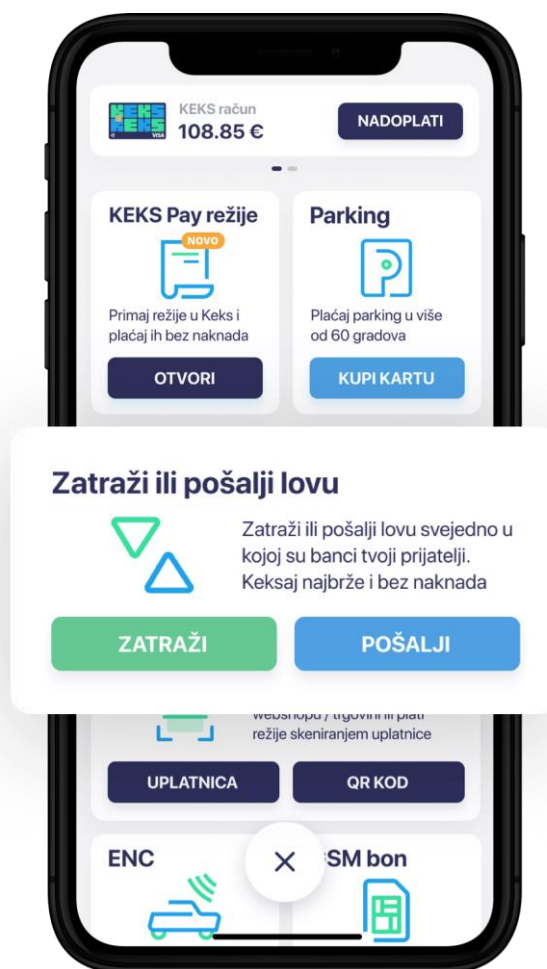 KEKS
KEKS
VISA
KEKS račun
108.85 €
NADOPLATI
KEKS Pay režije
NOVO
Primaj režije u Keks i
plaćaj ih bez naknada
OTVORI
Parking
Plaćaj parking u više
od 60 gradova
KUPI KARTU
Zatraži ili pošalji lovu
Zatraži ili pošalji lovu svejedno u
kojoj su banci tvoji prijatelji.
Keksaj najbrže i bez naknada
ZATRAŽI
POŠALJI
webshopu / trgovini ili plati
režije skeniranjem uplatnice
UPLATNICA
QR KOD
ENC
SM bon